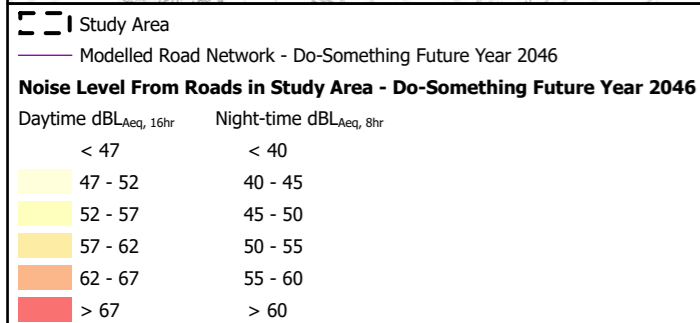 Study Area
Modelled Road Network - Do-Something Future Year 2046
Noise Level From Roads in Study Area - Do-Something Future Year 2046
Daytime dBLAeq, 16hr Night-time dBLAeq, 8hr
< 47 < 40
47 - 52 40 - 45
52 - 57 45 - 50
57 - 62 50 - 55
62 - 67 55 - 60
> 67 > 60